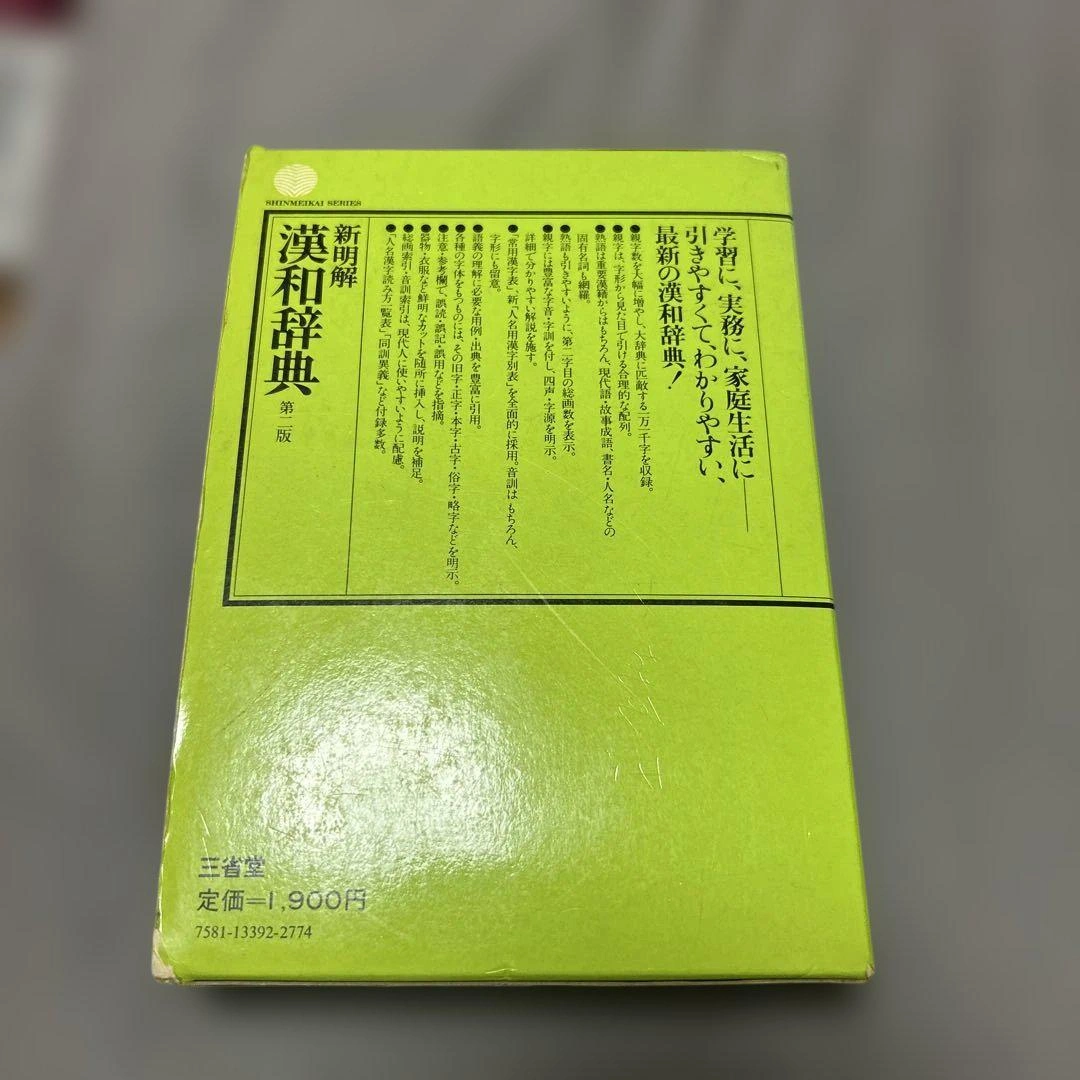 SHINMEIKAI SERIES
学習に、実務に、家庭生活に──
引きやすくて、わかりやすい、
最新の漢和辞典！
●親字数を大幅に増やし、大辞典に匹敵する一万一千字を収録。
●親字は、字形から見た目で引ける合理的な配列。
●熟語は重要漢籍からはもちろん、現代語・故事成語、書名・人名などの
固有名詞も網羅。
●熟語も引きやすいように、第二字目の総画数を表示。
●親字には豊富な字音・字訓を付し、四声・字源を明示。
詳細で分かりやすい解説を施す。
●「常用漢字表」、新「人名用漢字別表」を全面的に採用。音訓はもちろん、
字形にも留意。
●語義の理解に必要な用例・出典を豊富に引用。
●各種の字体をもつものには、その旧字・正字・本字・古字・俗字・略字などを明示。
●注意・参考欄で、誤読・誤記・誤用などを指摘。
●器物・衣服など鮮明なカットを随所に挿入し、説明を補足。
●総画索引・音訓索引は、現代人に使いやすいように配慮。
●「人名漢字読み方一覧表」「同訓異義」など付録多数。
新明解
漢和辞典 第二版
三省堂
定価=1,900円
7581-13392-2774